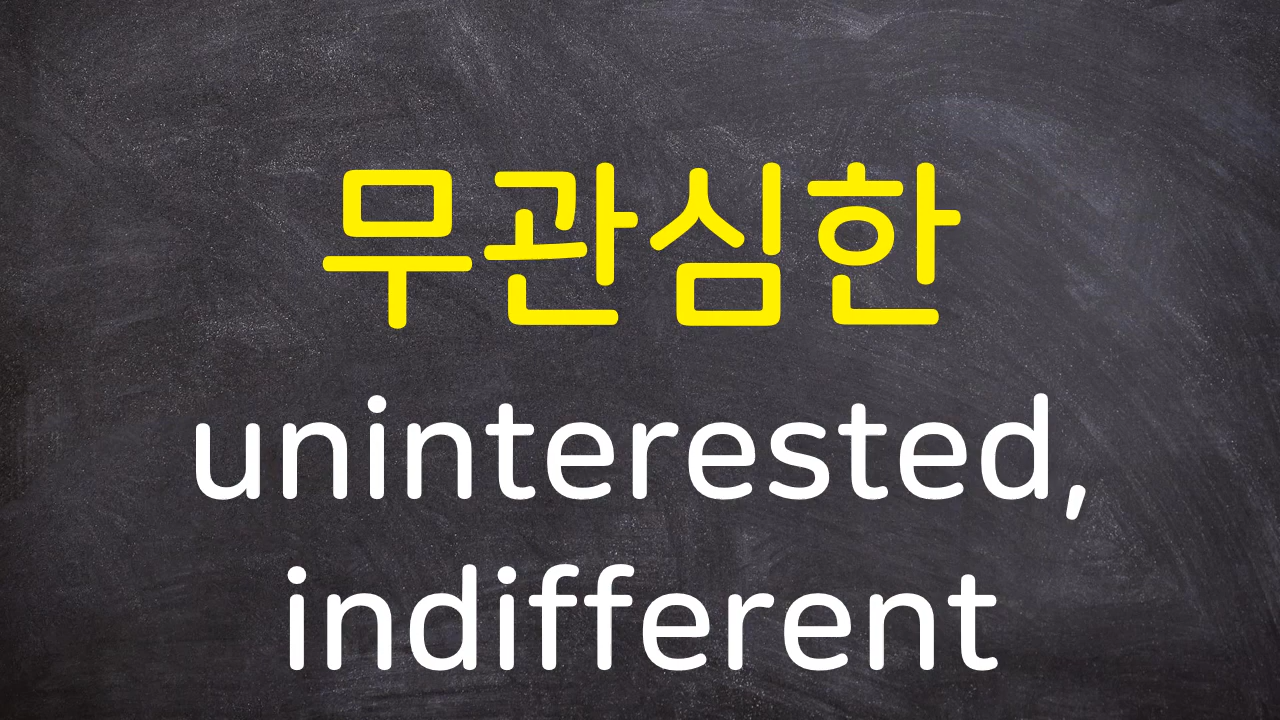 무관심한
uninterested,
indifferent